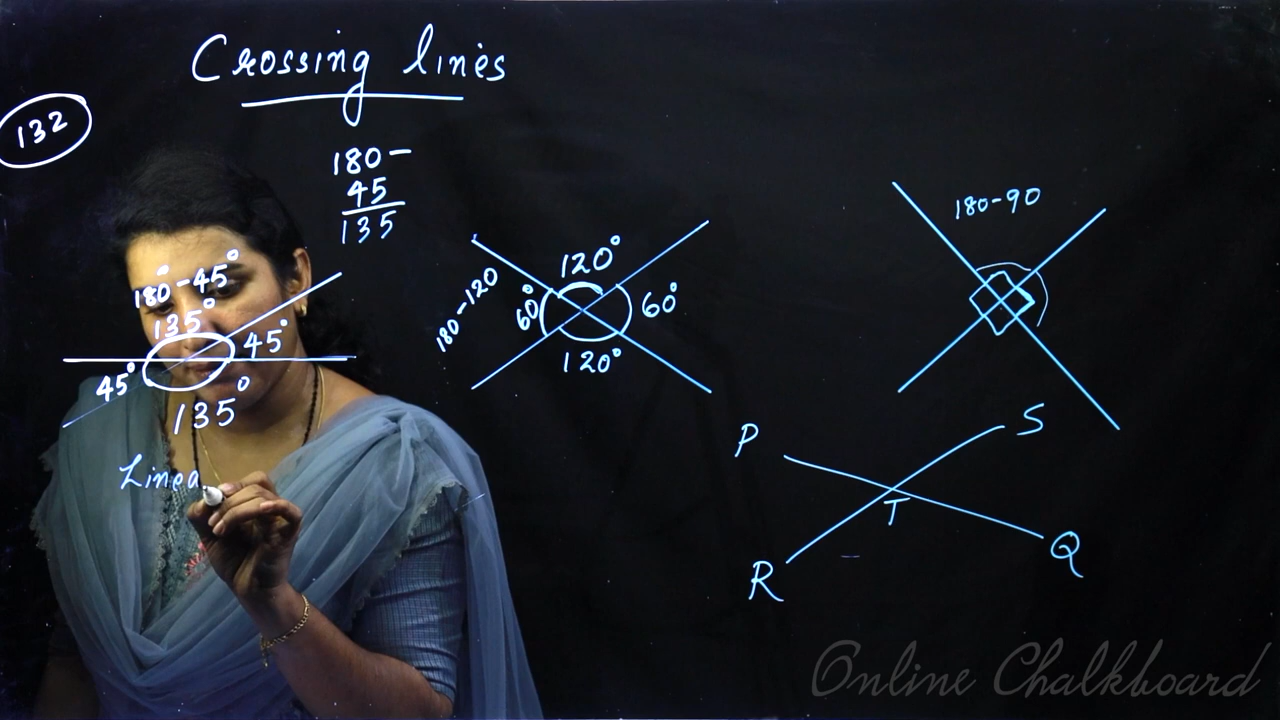 Crossing lines
132
180-
45
135
180°-45°
135°
45°
45°
135°
Linea
120°
180-120
60°
60°
120°
180-90
P
S
T
R
Q
Online Chalkboard